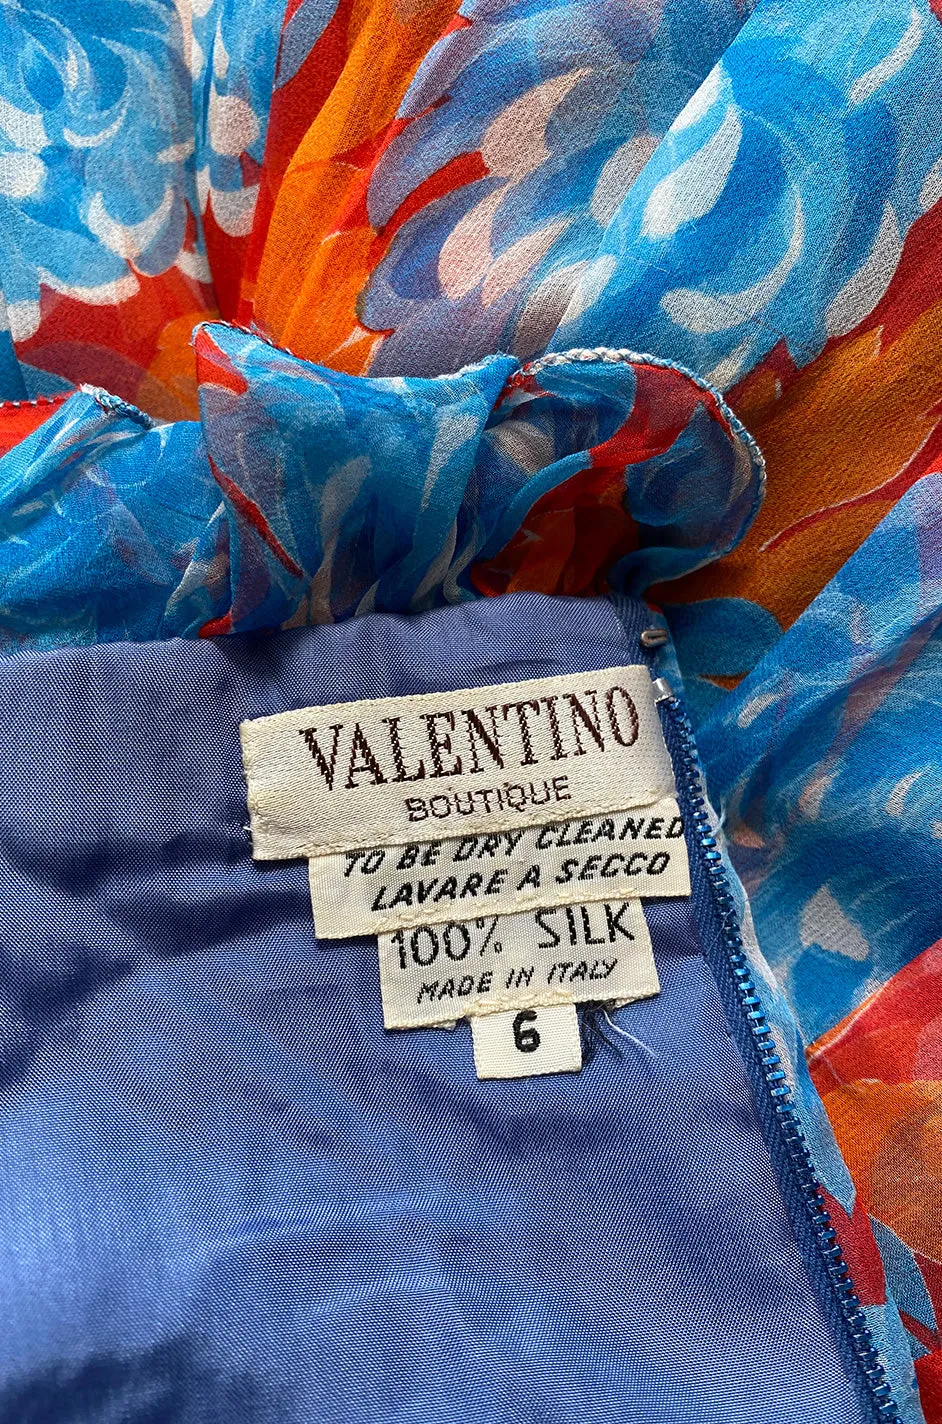 VALENTINO
BOUTIQUE
TO BE DRY CLEANED
LAVARE A SECCO
100% SILK
MADE IN ITALY
6